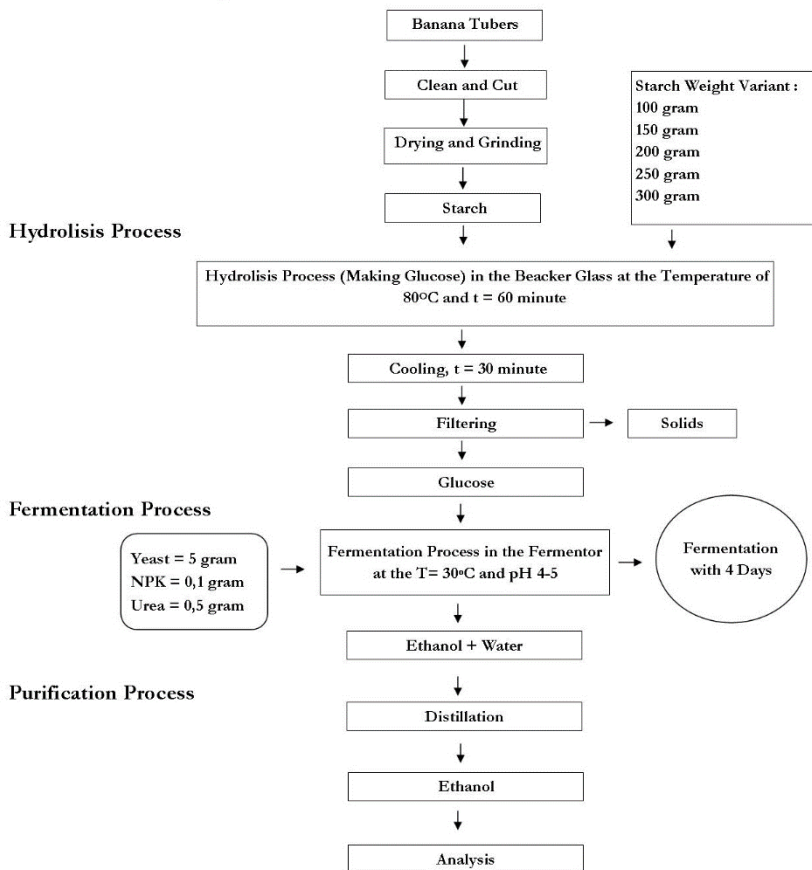 Banana Tubers
Clean and Cut
Drying and Grinding
Starch
Starch Weight Variant :
100 gram
150 gram
200 gram
250 gram
300 gram
Hydrolisis Process
Hydrolisis Process (Making Glucose) in the Beacker Glass at the Temperature of
80OC and t = 60 minute
Cooling, t = 30 minute
Filtering
Solids
Glucose
Fermentation Process
Yeast = 5 gram
NPK = 0,1 gram
Urea = 0,5 gram
Fermentation Process in the Fermentor
at the T= 30°C and pH 4-5
Fermentation
with 4 Days
Ethanol + Water
Purification Process
Distillation
Ethanol
Analysis